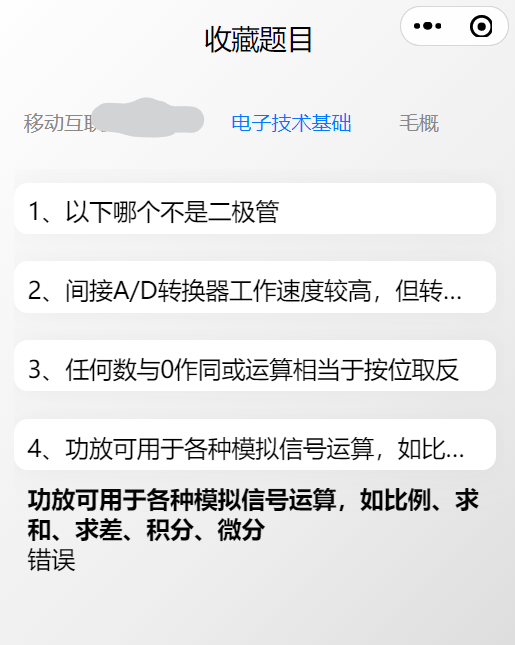 收藏题目
移动互联
电子技术基础
毛概
1、以下哪个不是二极管
2、间接A/D转换器工作速度较高，但转...
3、任何数与0作同或运算相当于按位取反
4、功放可用于各种模拟信号运算，如比...
功放可用于各种模拟信号运算，如比例、求
和、求差、积分、微分
错误